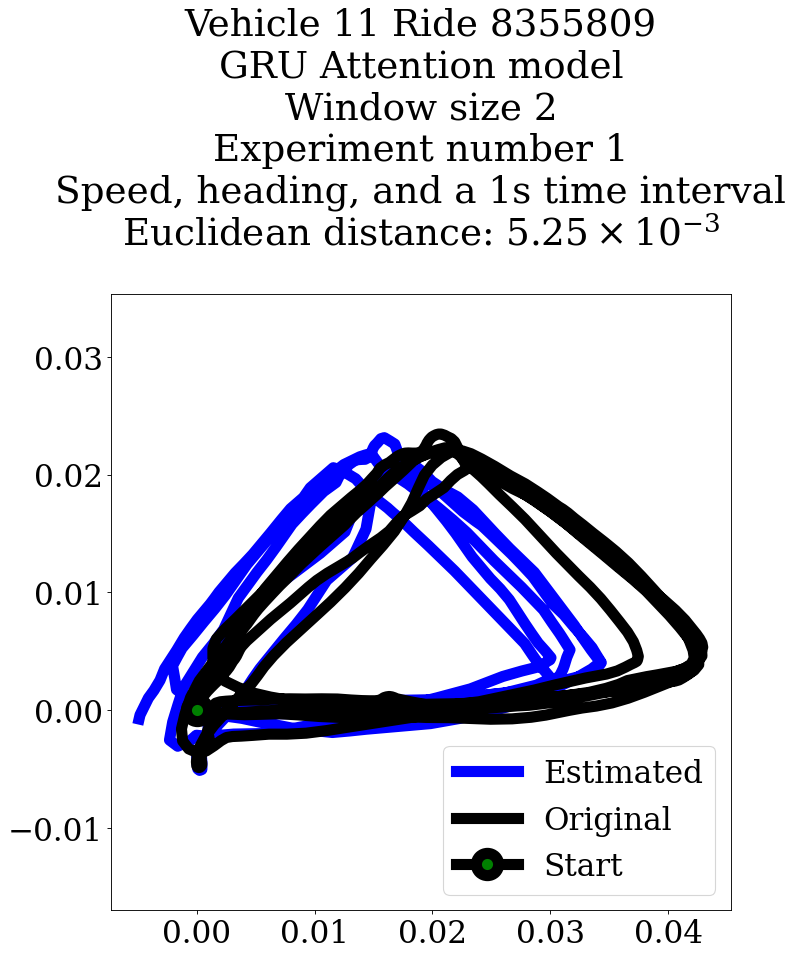 Vehicle 11 Ride 8355809
GRU Attention model
Window size 2
Experiment number 1
Speed, heading, and a 1s time interval
Euclidean distance: 5.25 × 10⁻³
0.03
0.02
0.01
0.00
−0.01
Estimated
Original
Start
0.00 0.01 0.02 0.03 0.04